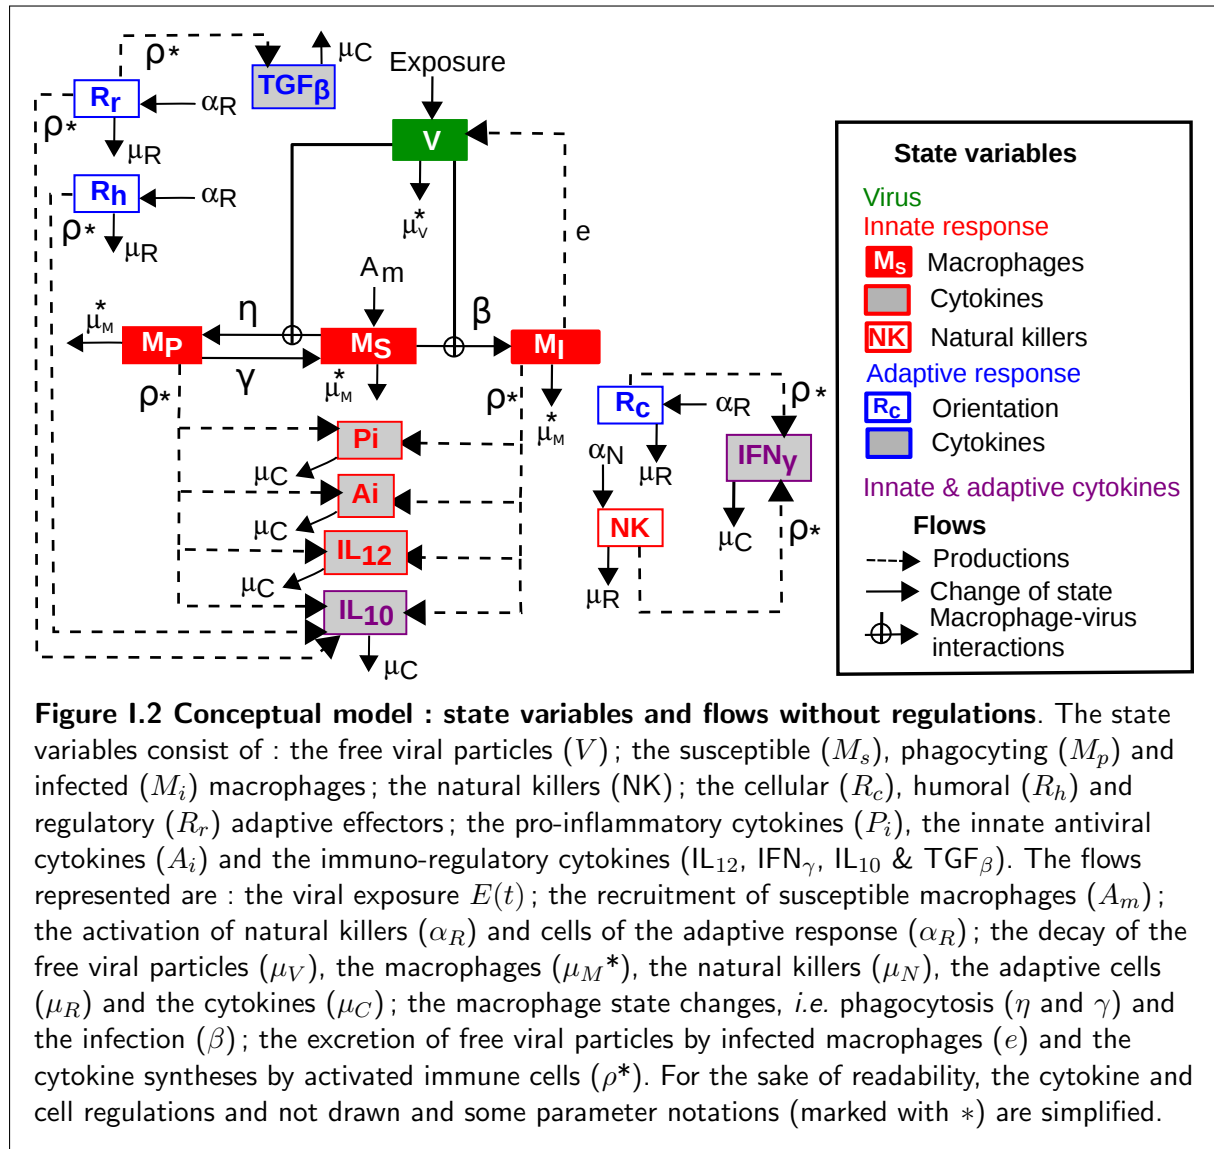 ρ*
μC
TGFβ
Exposure
Rr
αR
ρ*
V
μR
Rh
αR
ρ*
μ*V
μR
e
Am
η
β
μ*M
MP
MS
MI
γ
ρ*
μ*M
ρ*
μ*M
Pi
μC
Ai
μC
IL12
μC
IL10
μC
ρ*
Rc
αR
αN
IFNγ
μR
NK
μC
ρ*
μR
State variables
Virus
Innate response
MS Macrophages
Cytokines
NK Natural killers
Adaptive response
RC Orientation
Cytokines
Innate & adaptive cytokines
Flows
Productions
Change of state
Macrophage-virus
interactions
Figure I.2 Conceptual model : state variables and flows without regulations. The state
variables consist of : the free viral particles (V) ; the susceptible (Ms), phagocyting (Mp) and
infected (Mi) macrophages ; the natural killers (NK) ; the cellular (Rc), humoral (Rh) and
regulatory (Rr) adaptive effectors ; the pro-inflammatory cytokines (Pi), the innate antiviral
cytokines (Ai) and the immuno-regulatory cytokines (IL12, IFNγ, IL10 & TGFβ). The flows
represented are : the viral exposure E(t) ; the recruitment of susceptible macrophages (Am) ;
the activation of natural killers (αR) and cells of the adaptive response (αR) ; the decay of the
free viral particles (μV), the macrophages (μM*), the natural killers (μN), the adaptive cells
(μR) and the cytokines (μC) ; the macrophage state changes, i.e. phagocytosis (η and γ) and
the infection (β) ; the excretion of free viral particles by infected macrophages (e) and the
cytokine syntheses by activated immune cells (ρ*). For the sake of readability, the cytokine and
cell regulations and not drawn and some parameter notations (marked with *) are simplified.